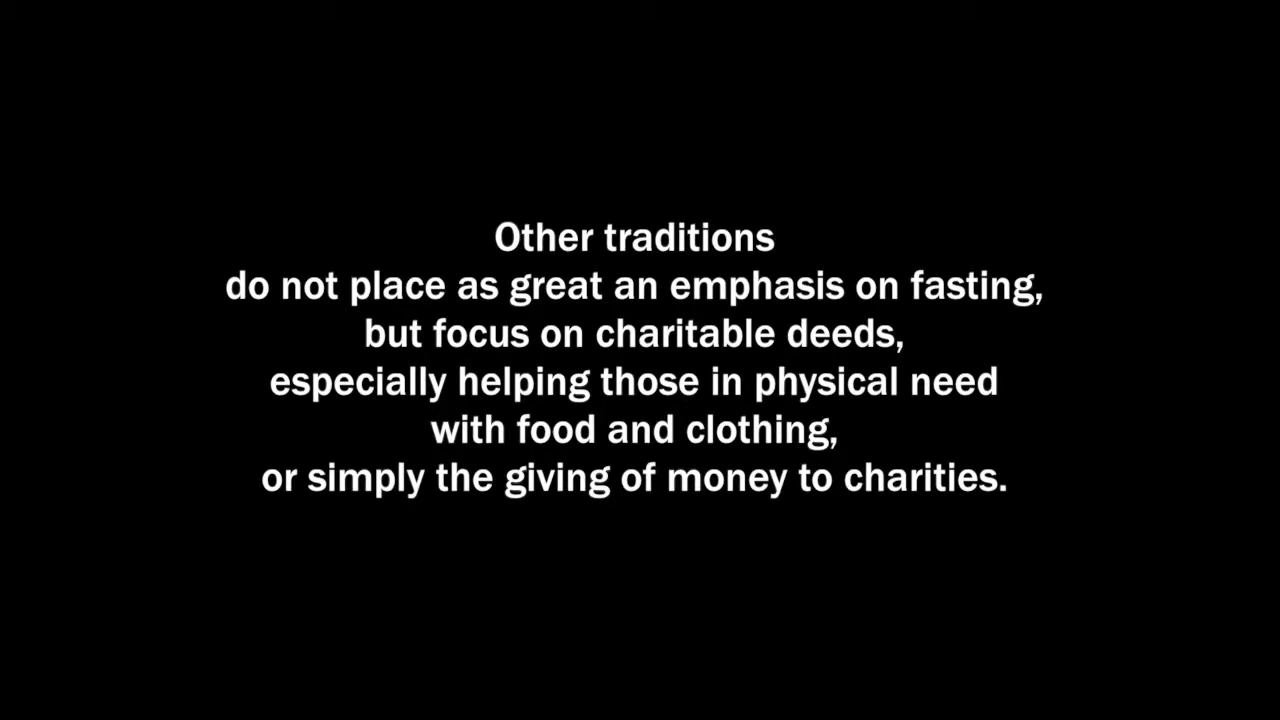 Other traditions
do not place as great an emphasis on fasting,
but focus on charitable deeds,
especially helping those in physical need
with food and clothing,
or simply the giving of money to charities.